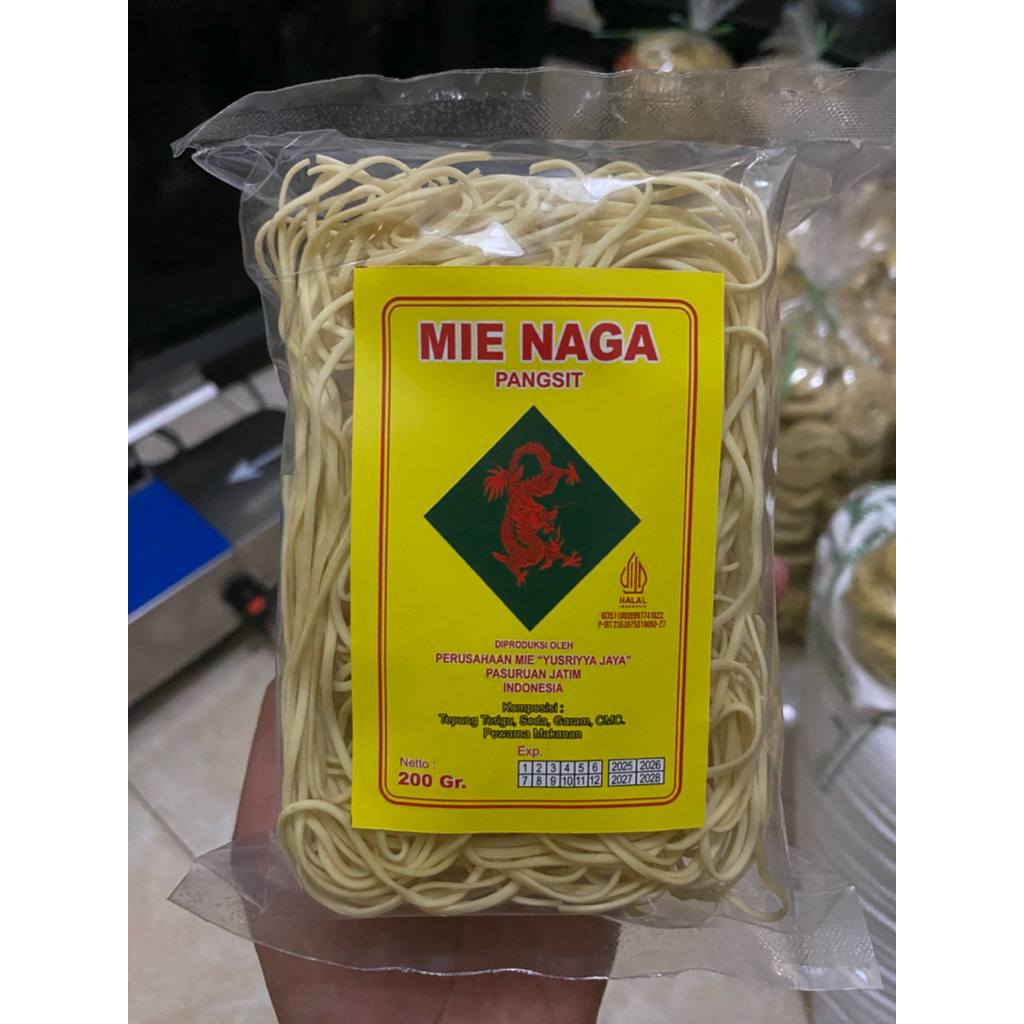 MIE NAGA
PANGSIT
HALAL
INDONESIA
DIPRODUKSI OLEH
PERUSAHAAN MIE "YUSRIYYA JAYA"
PASURUAN JATIM
INDONESIA
Komposisi :
Tepung Terigu, Soda, Garam, CMC.
Pewarna Makanan
Exp. :
Netto :
200 Gr.
1 2 3 4 5 6 2025 2026
7 8 9 10 11 12 2027 2028